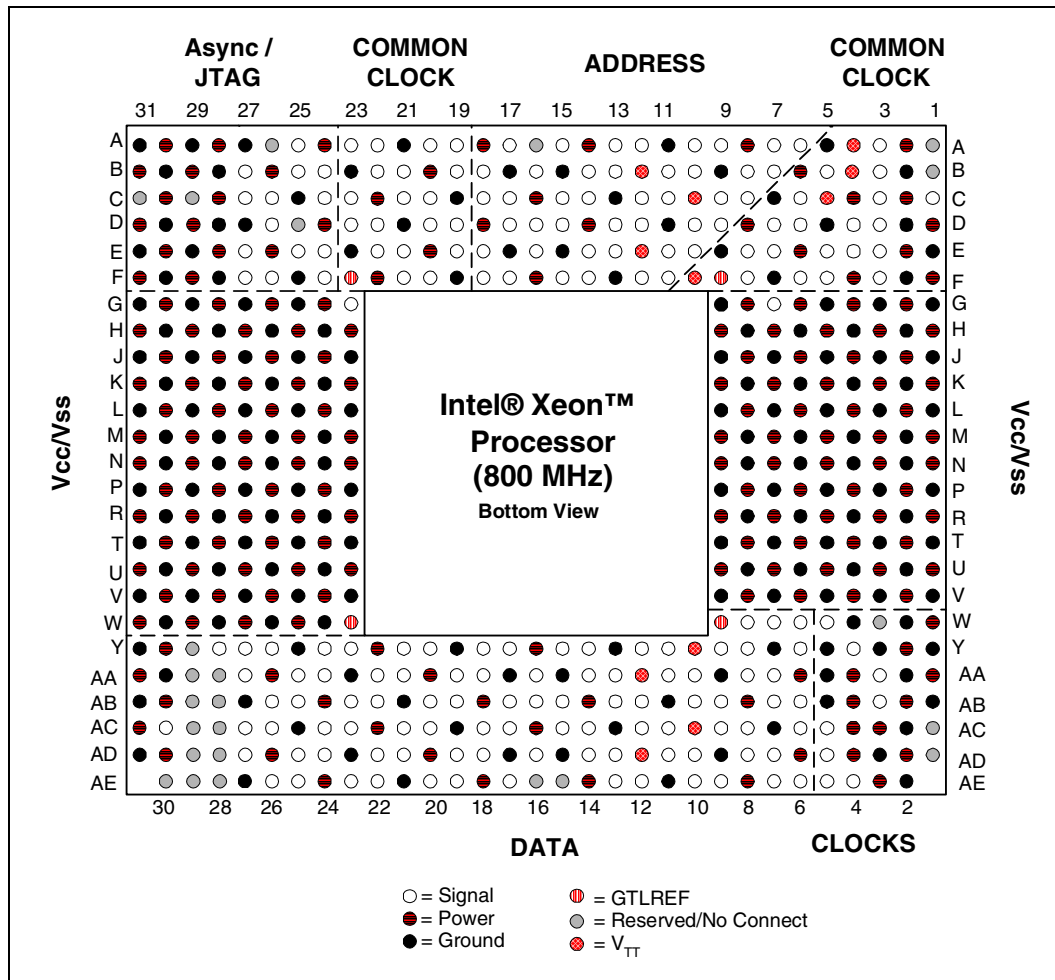 Async / JTAG
COMMON CLOCK
ADDRESS
COMMON CLOCK
31 29 27 25 23 21 19 17 15 13 11 9 7 5 3 1
A A
B B
C C
D D
E E
F F
G G
H H
J J
K K
L L
M M
N N
P P
R R
T T
U U
V V
W W
Y Y
AA AA
AB AB
AC AC
AD AD
AE AE
Vcc/Vss
Intel® Xeon™
Processor
(800 MHz)
Bottom View
Vcc/Vss
30 28 26 24 22 20 18 16 14 12 10 8 6 4 2
DATA
CLOCKS
= Signal
= Power
= Ground
= GTLREF
= Reserved/No Connect
= VTT